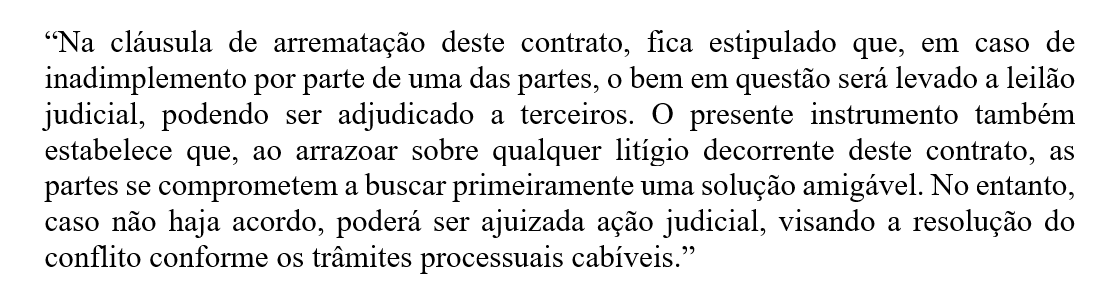 “Na cláusula de arrematação deste contrato, fica estipulado que, em caso de
inadimplemento por parte de uma das partes, o bem em questão será levado a leilão
judicial, podendo ser adjudicado a terceiros. O presente instrumento também
estabelece que, ao arrazoar sobre qualquer litígio decorrente deste contrato, as
partes se comprometem a buscar primeiramente uma solução amigável. No entanto,
caso não haja acordo, poderá ser ajuizada ação judicial, visando a resolução do
conflito conforme os trâmites processuais cabíveis.”